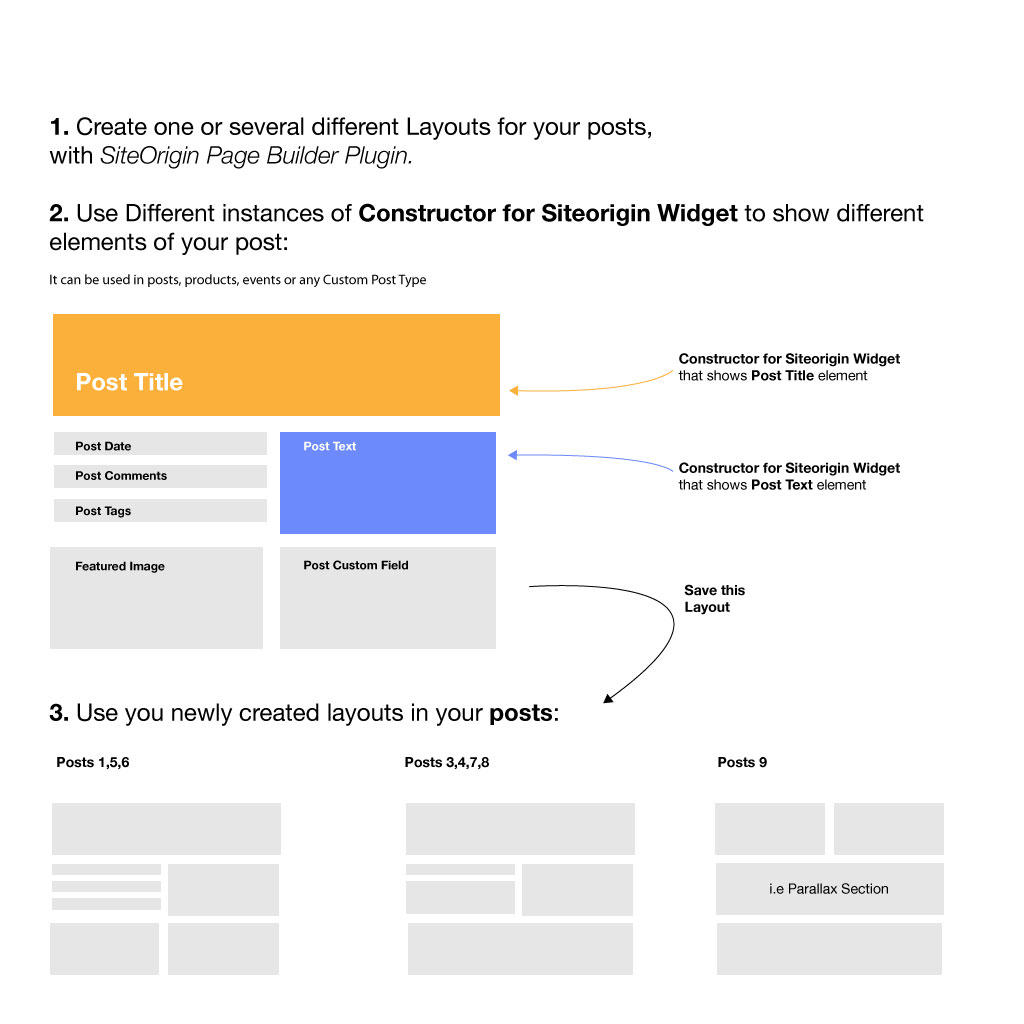 1. Create one or several different Layouts for your posts,
with SiteOrigin Page Builder Plugin.
2. Use Different instances of Constructor for Siteorigin Widget to show different
elements of your post:
It can be used in posts, products, events or any Custom Post Type
Post Title
Constructor for Siteorigin Widget
that shows Post Title element
Post Date
Post Comments
Post Tags
Post Text
Constructor for Siteorigin Widget
that shows Post Text element
Featured Image
Post Custom Field
Save this
Layout
3. Use you newly created layouts in your posts:
Posts 1,5,6
Posts 3,4,7,8
Posts 9
i.e Parallax Section